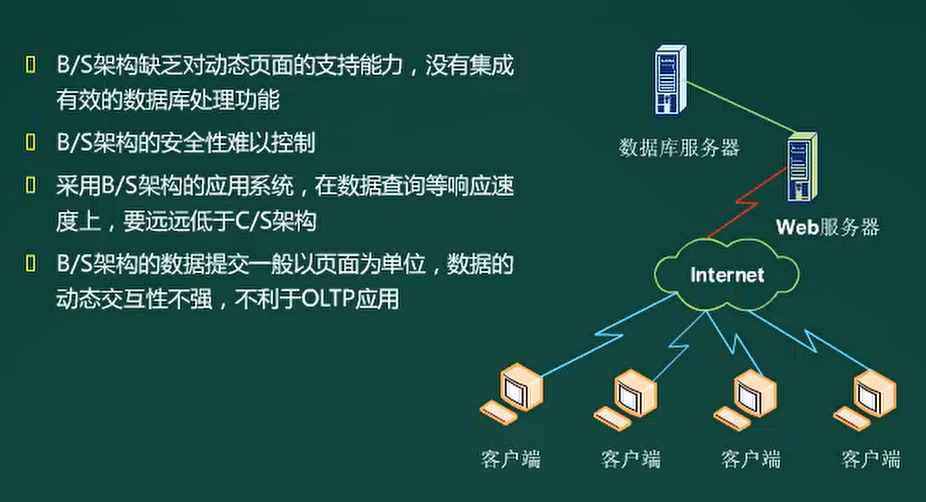 B/S架构缺乏对动态页面的支持能力，没有集成
有效的数据库处理功能
B/S架构的安全性难以控制
采用B/S架构的应用系统，在数据查询等响应速
度上，要远远低于C/S架构
B/S架构的数据提交一般以页面为单位，数据的
动态交互性不强，不利于OLTP应用
数据库服务器
Web服务器
Internet
客户端
客户端
客户端
客户端